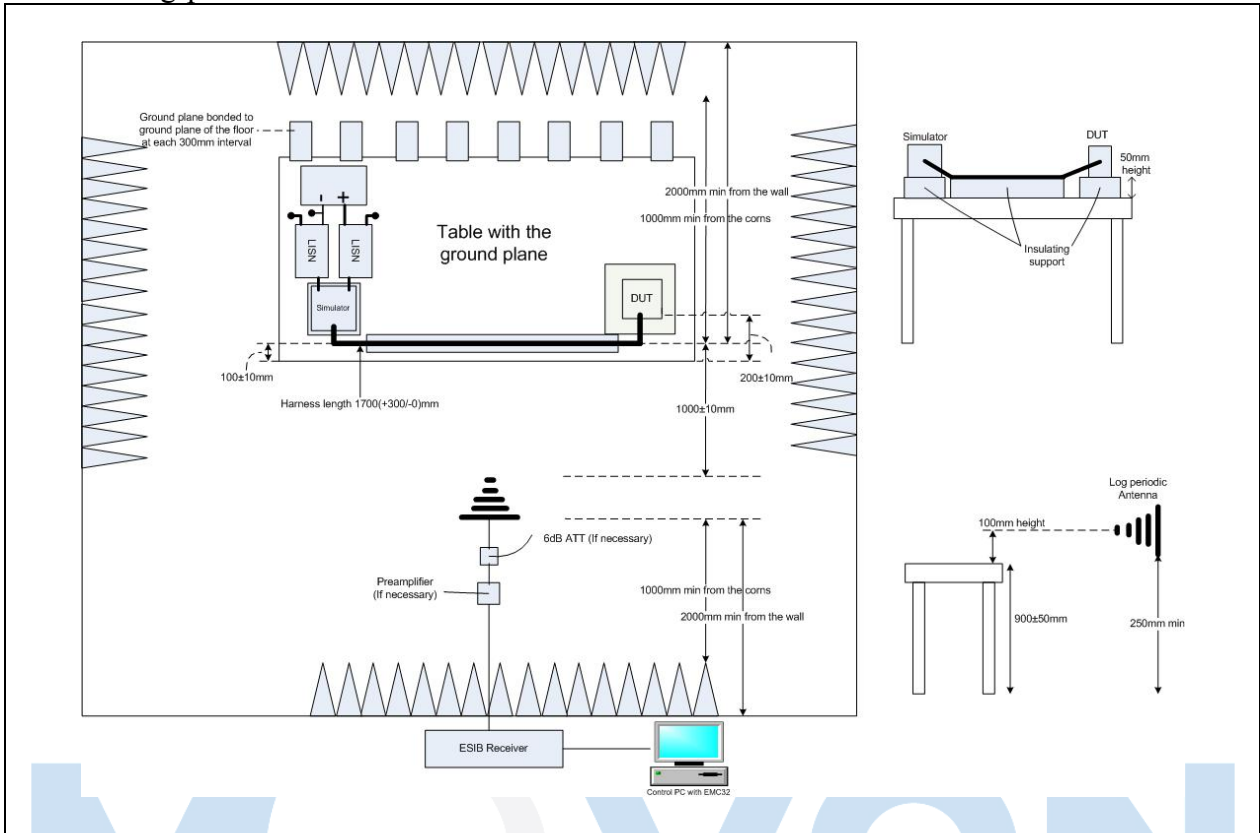 Ground plane bonded to
ground plane of the floor
at each 300mm interval
- +
LISN
LISN
Simulator
Table with the
ground plane
DUT
2000mm min from the wall
1000mm min from the corns
100±10mm
Harness length 1700(+300/-0)mm
200±10mm
1000±10mm
6dB ATT (If necessary)
Preamplifier
(If necessary)
1000mm min from the corns
2000mm min from the wall
ESIB Receiver
Control PC with EMC32
Simulator
DUT
50mm
height
Insulating
support
Log periodic
Antenna
100mm height
900±50mm
250mm min